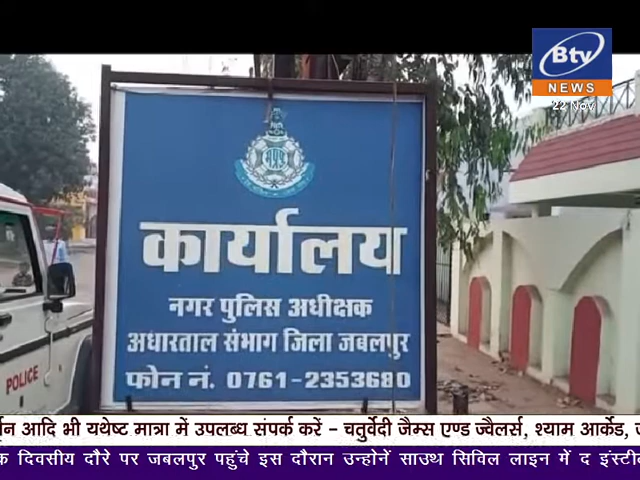 Btv
NEWS
22 Nov
कार्यालय
नगर पुलिस अधीक्षक
अधारताल संभाग जिला जबलपुर
फोन नं. 0761-2353680
POLICE
आदि भी यथेष्ट मात्रा में उपलब्ध संपर्क करें - चतुर्वेदी जैम्स एण्ड ज्वैलर्स, श्याम आर्केड,
दिवसीय दौरे पर जबलपुर पहुंचे इस दौरान उन्होनें साउथ सिविल लाइन में द